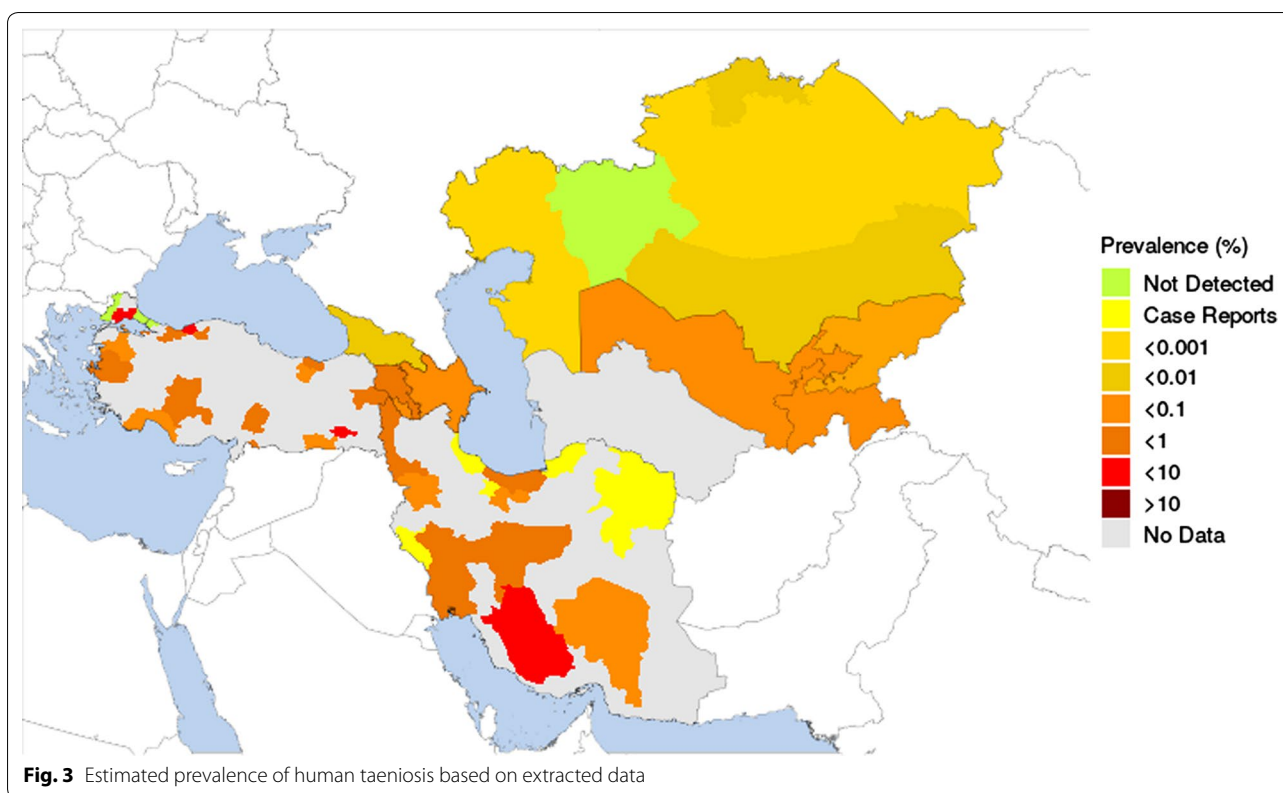 Prevalence (%)
Not Detected
Case Reports
<0.001
<0.01
<0.1
<1
<10
>10
No Data
Fig. 3 Estimated prevalence of human taeniosis based on extracted data